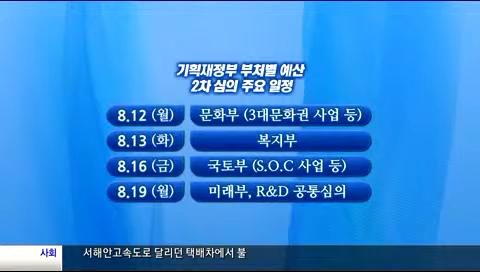 기획재정부 부처별 예산
2차 심의 주요 일정
8.12 (월) 문화부 (3대문화권 사업 등)
8.13 (화) 복지부
8.16 (금) 국토부 (S.O.C 사업 등)
8.19 (월) 미래부, R&D 공통심의
사회 서해안고속도로 달리던 택배차에서 불